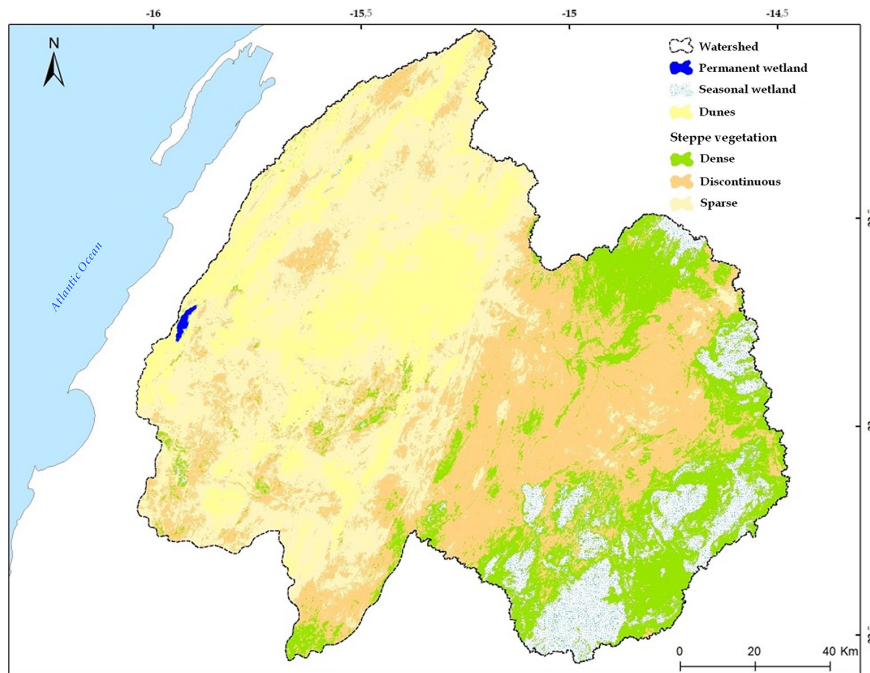 -16 -15,5 -15 -14,5
N
Watershed
Permanent wetland
Seasonal wetland
Dunes
Steppe vegetation
Dense
Discontinuous
Sparse
Atlantic Ocean
0 20 40 Km